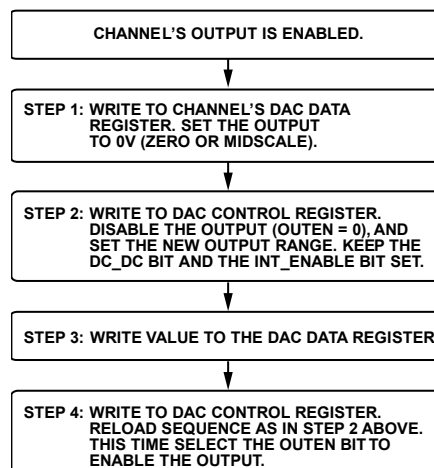 CHANNEL'S OUTPUT IS ENABLED.
STEP 1: WRITE TO CHANNEL'S DAC DATA
REGISTER. SET THE OUTPUT
TO 0V (ZERO OR MIDSCALE).
STEP 2: WRITE TO DAC CONTROL REGISTER.
DISABLE THE OUTPUT (OUTEN = 0), AND
SET THE NEW OUTPUT RANGE. KEEP THE
DC_DC BIT AND THE INT_ENABLE BIT SET.
STEP 3: WRITE VALUE TO THE DAC DATA REGISTER
STEP 4: WRITE TO DAC CONTROL REGISTER.
RELOAD SEQUENCE AS IN STEP 2 ABOVE.
THIS TIME SELECT THE OUTEN BIT TO
ENABLE THE OUTPUT.